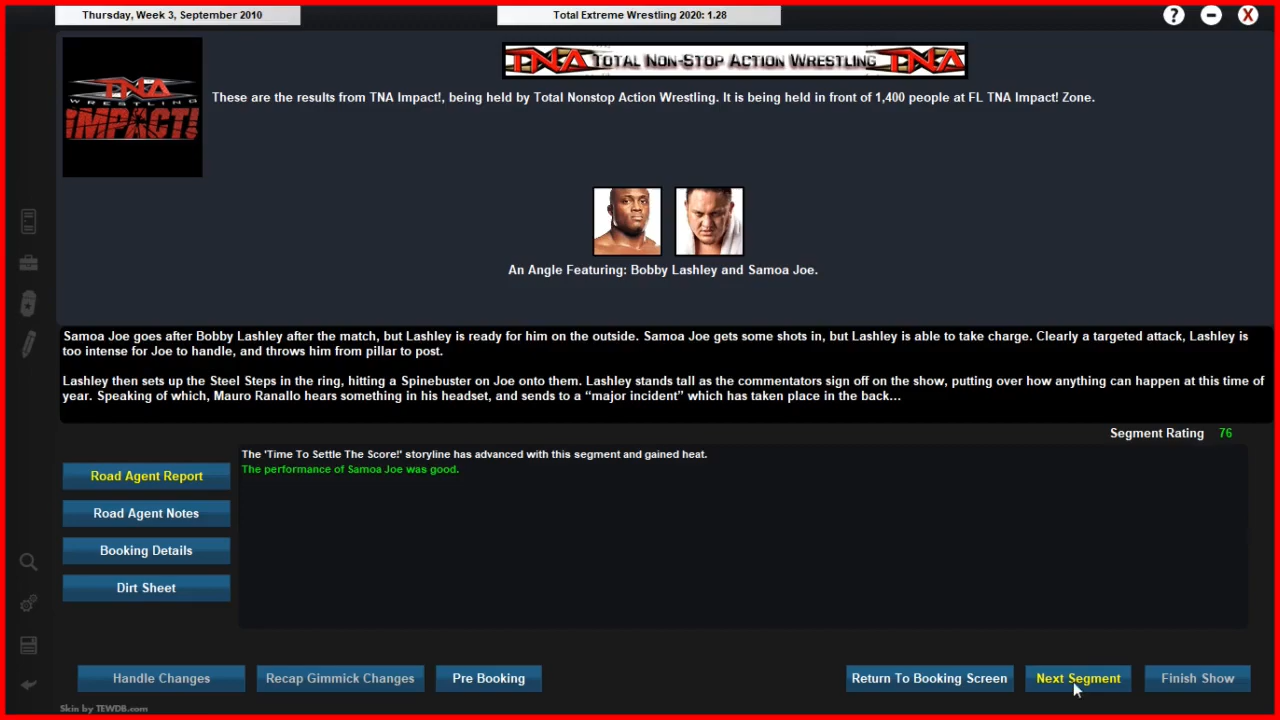 Thursday, Week 3, September 2010
Total Extreme Wrestling 2020: 1.28
?
X
TNA TOTAL NON-STOP ACTION WRESTLING TNA
TNA
WRESTLING
iMPACT!
These are the results from TNA Impact!, being held by Total Nonstop Action Wrestling. It is being held in front of 1,400 people at FL TNA Impact! Zone.
An Angle Featuring: Bobby Lashley and Samoa Joe.
Samoa Joe goes after Bobby Lashley after the match, but Lashley is ready for him on the outside. Samoa Joe gets some shots in, but Lashley is able to take charge. Clearly a targeted attack, Lashley is
too intense for Joe to handle, and throws him from pillar to post.
Lashley then sets up the Steel Steps in the ring, hitting a Spinebuster on Joe onto them. Lashley stands tall as the commentators sign off on the show, putting over how anything can happen at this time of
year. Speaking of which, Mauro Ranallo hears something in his headset, and sends to a “major incident” which has taken place in the back...
Segment Rating 76
Road Agent Report
The 'Time To Settle The Score!' storyline has advanced with this segment and gained heat.
The performance of Samoa Joe was good.
Road Agent Notes
Booking Details
Dirt Sheet
Handle Changes
Recap Gimmick Changes
Pre Booking
Return To Booking Screen
Next Segment
Finish Show
Skin by TEWDB.com